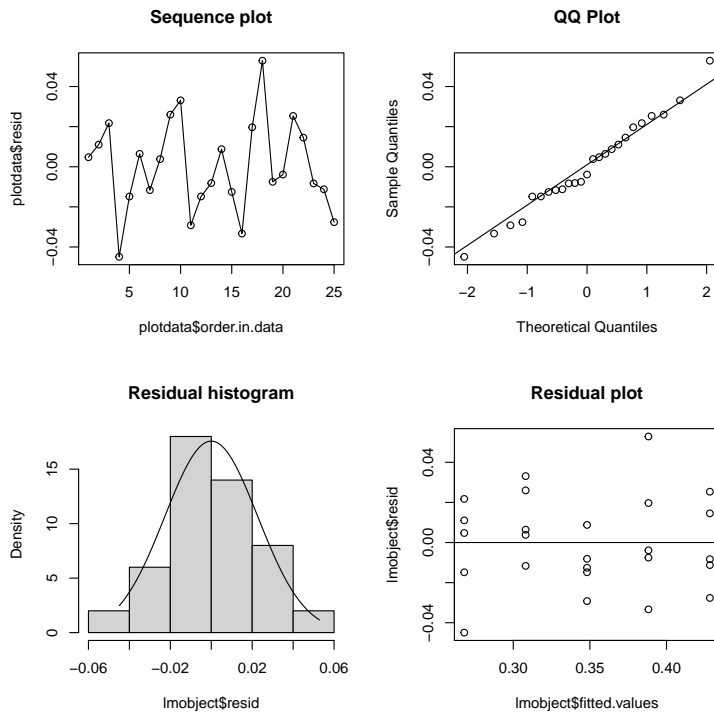 Sequence plot
plotdata$resid
−0.04 0.00 0.04
5 10 15 20 25
plotdata$order.in.data
QQ Plot
Sample Quantiles
−0.04 0.00 0.04
−2 −1 0 1 2
Theoretical Quantiles
Residual histogram
Density
0 5 10 15
−0.06 −0.02 0.02 0.06
lmobject$resid
Residual plot
lmobject$resid
−0.04 0.00 0.04
0.30 0.35 0.40
lmobject$fitted.values